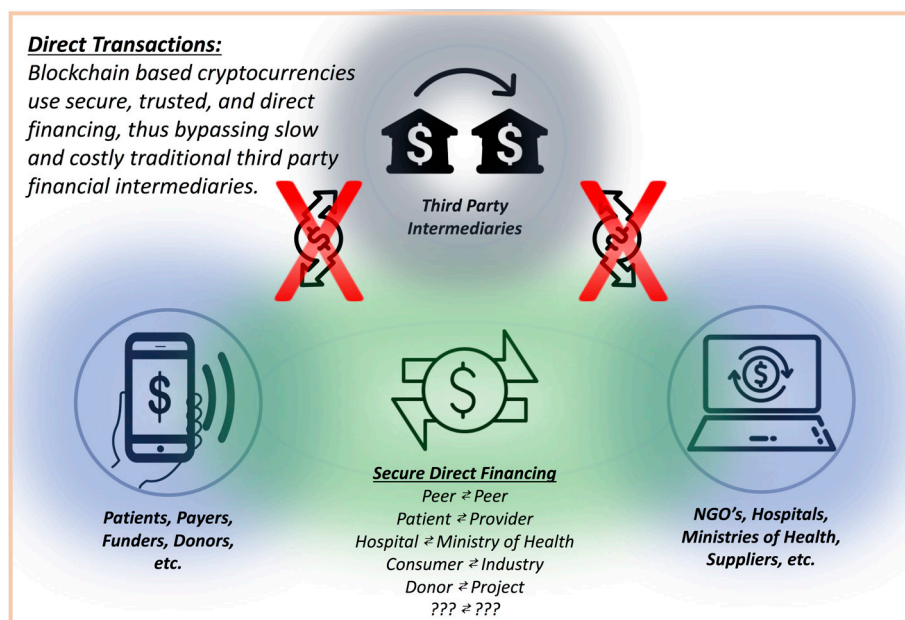 Direct Transactions:
Blockchain based cryptocurrencies
use secure, trusted, and direct
financing, thus bypassing slow
and costly traditional third party
financial intermediaries.
$ $
Third Party
Intermediaries
$ $
$
$
$
Secure Direct Financing
Peer ⇄ Peer
Patient ⇄ Provider
Hospital ⇄ Ministry of Health
Consumer ⇄ Industry
Donor ⇄ Project
??? ⇄ ???
Patients, Payers,
Funders, Donors,
etc.
NGO's, Hospitals,
Ministries of Health,
Suppliers, etc.